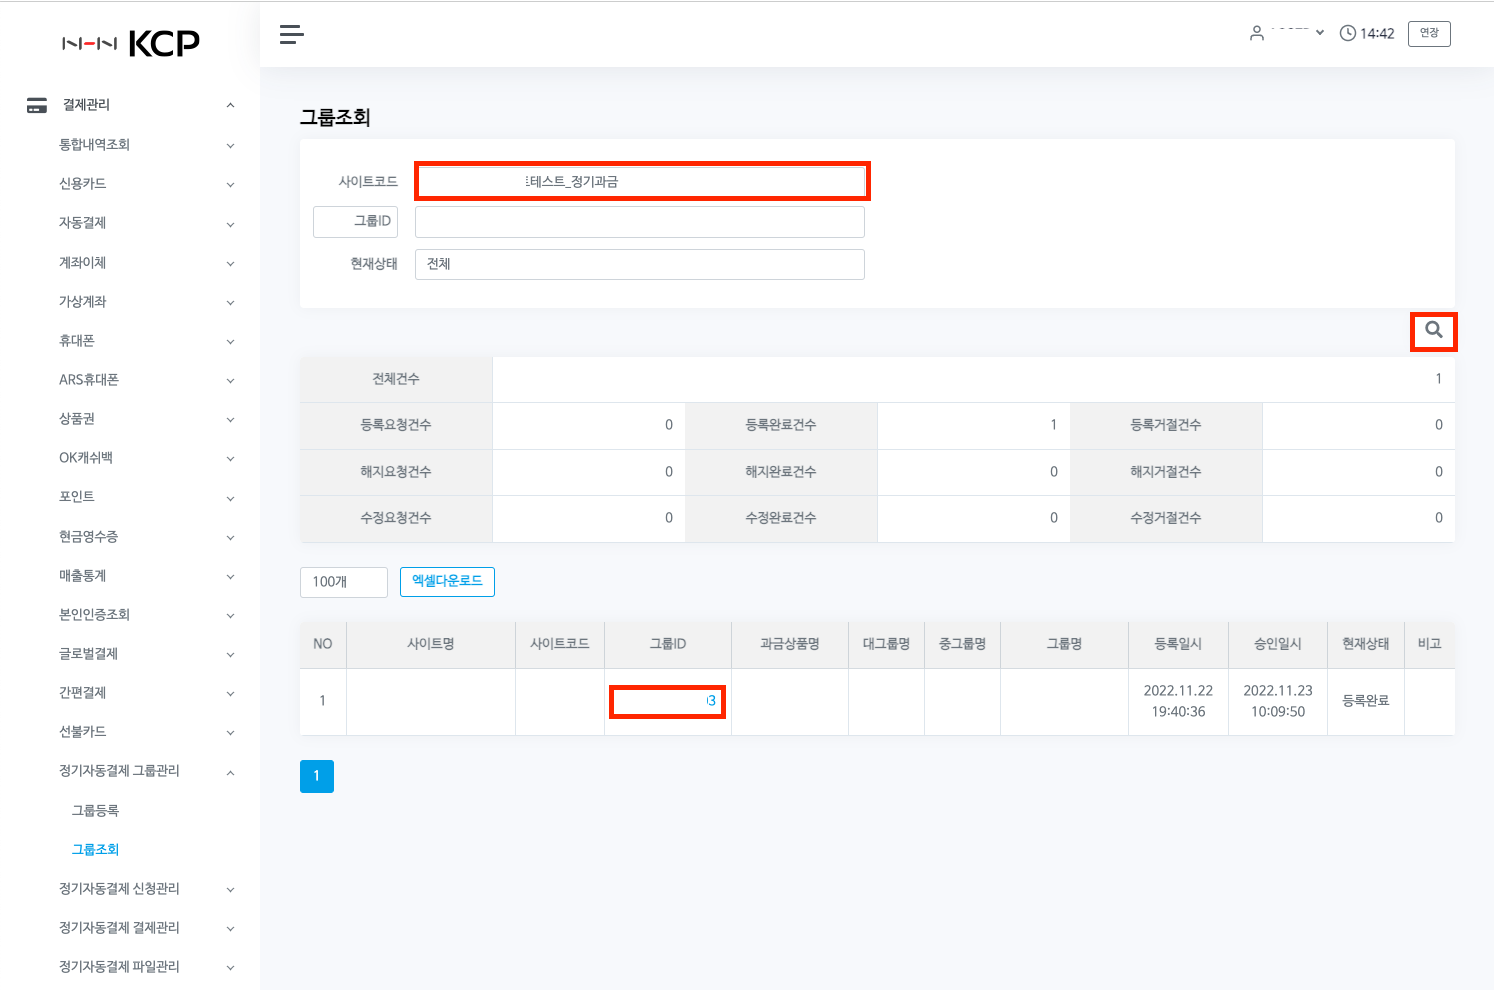 NHN KCP
14:42
연장
결제관리
통합내역조회
신용카드
자동결제
계좌이체
가상계좌
휴대폰
ARS휴대폰
상품권
OK캐쉬백
포인트
현금영수증
매출통계
본인인증조회
글로벌결제
간편결제
선불카드
정기자동결제 그룹관리
그룹등록
그룹조회
정기자동결제 신청관리
정기자동결제 결제관리
정기자동결제 파일관리
그룹조회
사이트코드 테스트_정기과금
그룹ID
현재상태 전체
전체건수 1
등록요청건수 0 등록완료건수 1 등록거절건수 0
해지요청건수 0 해지완료건수 0 해지거절건수 0
수정요청건수 0 수정완료건수 0 수정거절건수 0
100개 엑셀다운로드
NO 사이트명 사이트코드 그룹ID 과금상품명 대그룹명 중그룹명 그룹명 등록일시 승인일시 현재상태 비고
1 3 2022.11.22 2022.11.23 등록완료
19:40:36 10:09:50
1